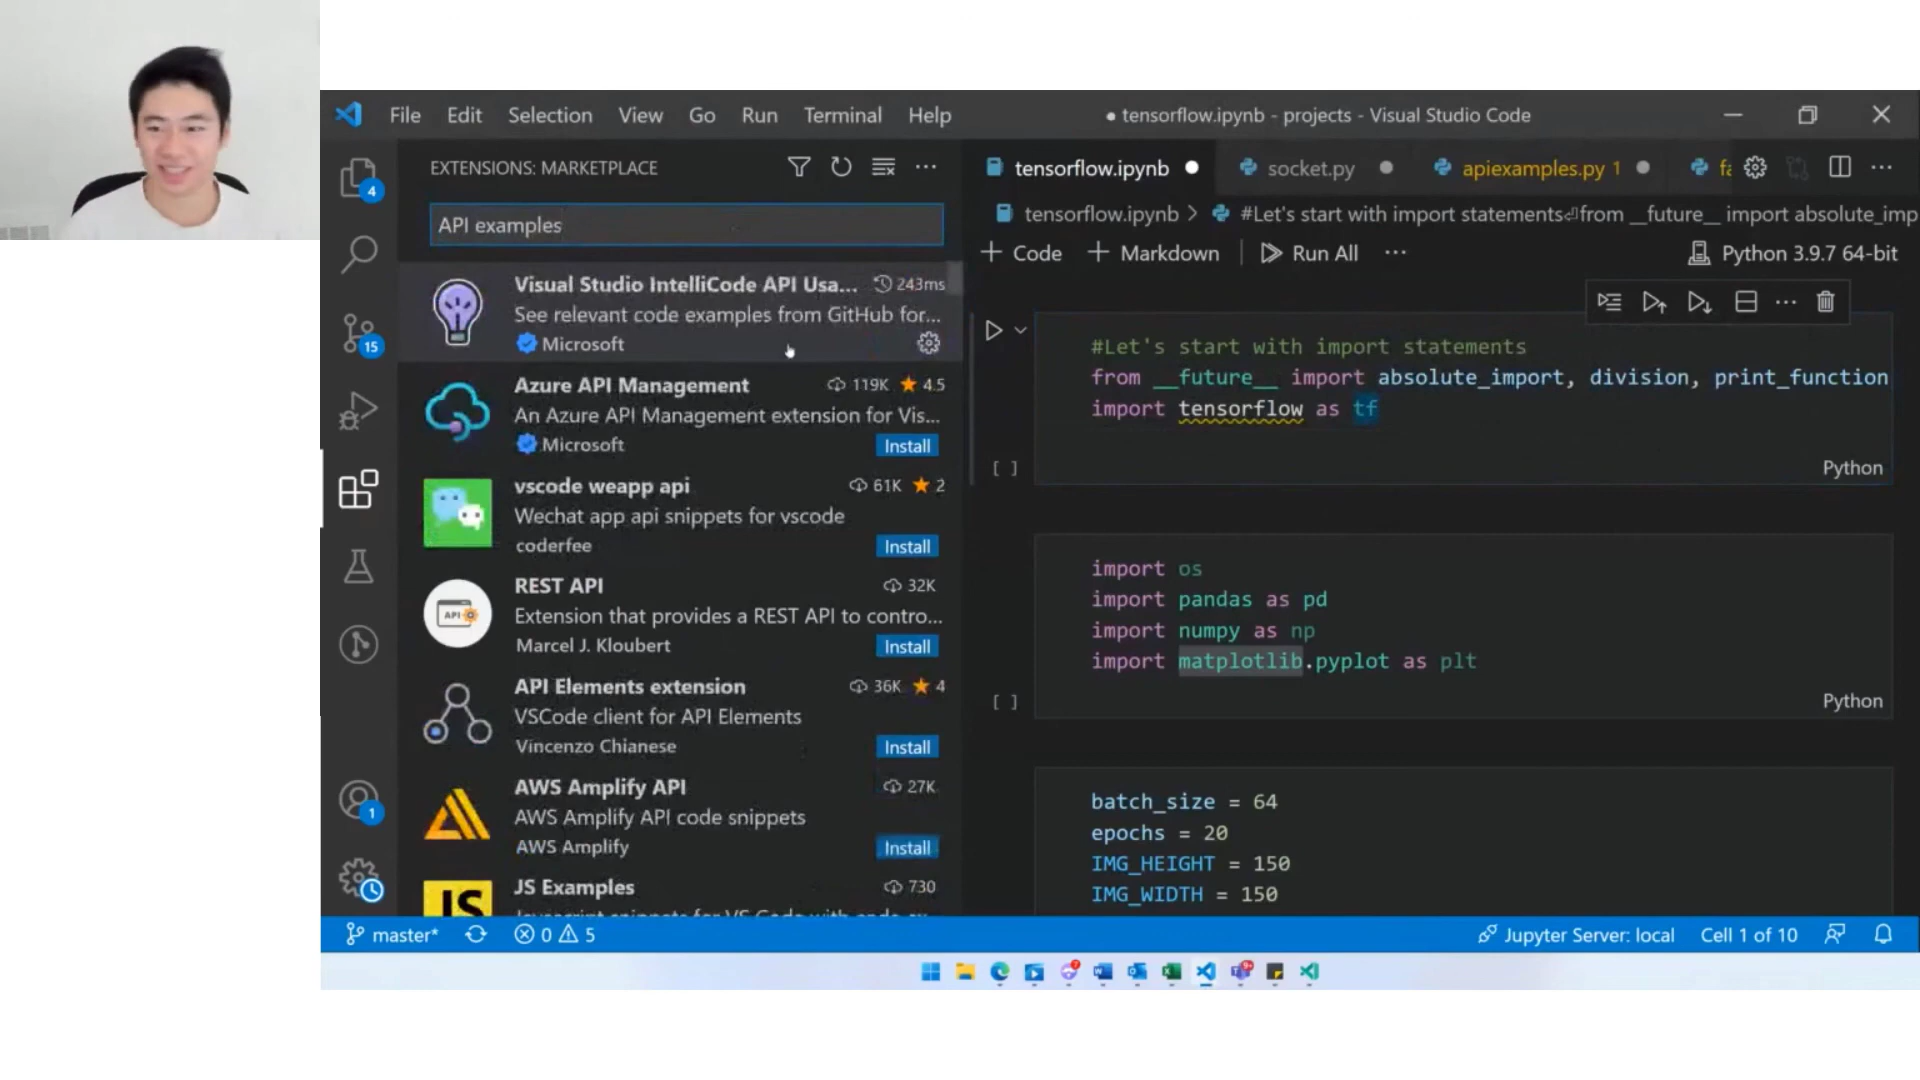 File Edit Selection View Go Run Terminal Help
● tensorflow.ipynb - projects - Visual Studio Code
EXTENSIONS: MARKETPLACE
API examples
Visual Studio IntelliCode API Usa... 243ms
See relevant code examples from GitHub for...
Microsoft
Azure API Management 119K 4.5
An Azure API Management extension for Vis...
Microsoft Install
vscode weapp api 61K 2
Wechat app api snippets for vscode
coderfee Install
REST API 32K
Extension that provides a REST API to contro...
Marcel J. Kloubert Install
API
API Elements extension 36K 4
VSCode client for API Elements
Vincenzo Chianese Install
AWS Amplify API 27K
AWS Amplify API code snippets
AWS Amplify Install
JS Examples 730
JS
4
15
1
tensorflow.ipynb socket.py apiexamples.py 1
tensorflow.ipynb > #Let's start with import statements⏎from __future__ import absolute_imp
+ Code + Markdown Run All ... Python 3.9.7 64-bit
#Let's start with import statements
from __future__ import absolute_import, division, print_function
import tensorflow as tf
[ ] Python
import os
import pandas as pd
import numpy as np
import matplotlib.pyplot as plt
[ ] Python
batch_size = 64
epochs = 20
IMG_HEIGHT = 150
IMG_WIDTH = 150
master* 0 5 Jupyter Server: local Cell 1 of 10